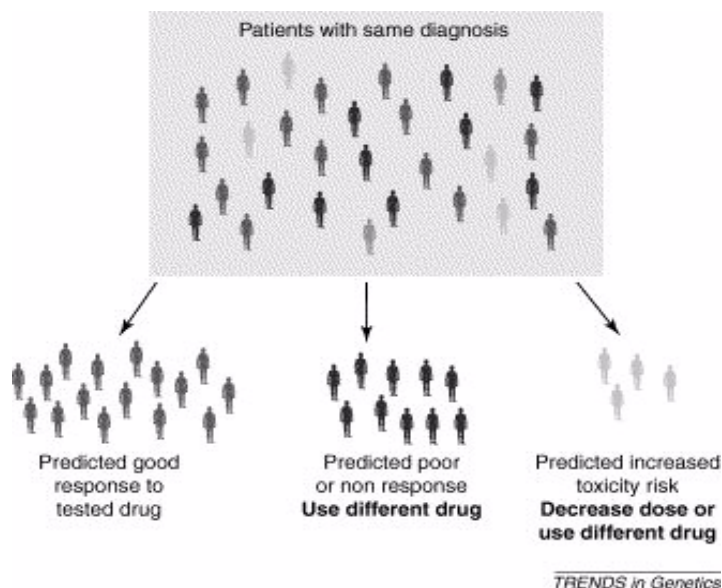 Patients with same diagnosis
Predicted good
response to
tested drug
Predicted poor
or non response
Use different drug
Predicted increased
toxicity risk
Decrease dose or
use different drug
TRENDS in Genetics